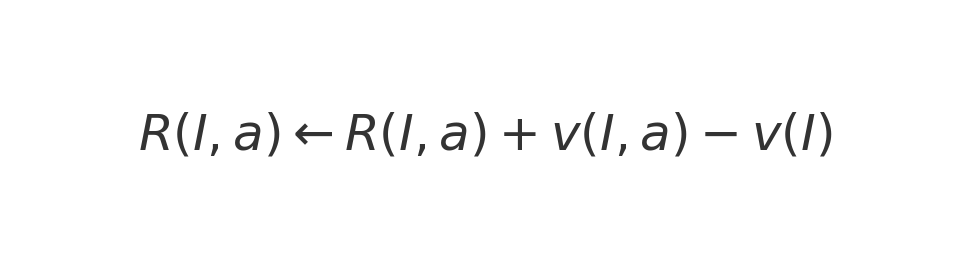 R(I, a) ← R(I, a) + v(I, a) − v(I)